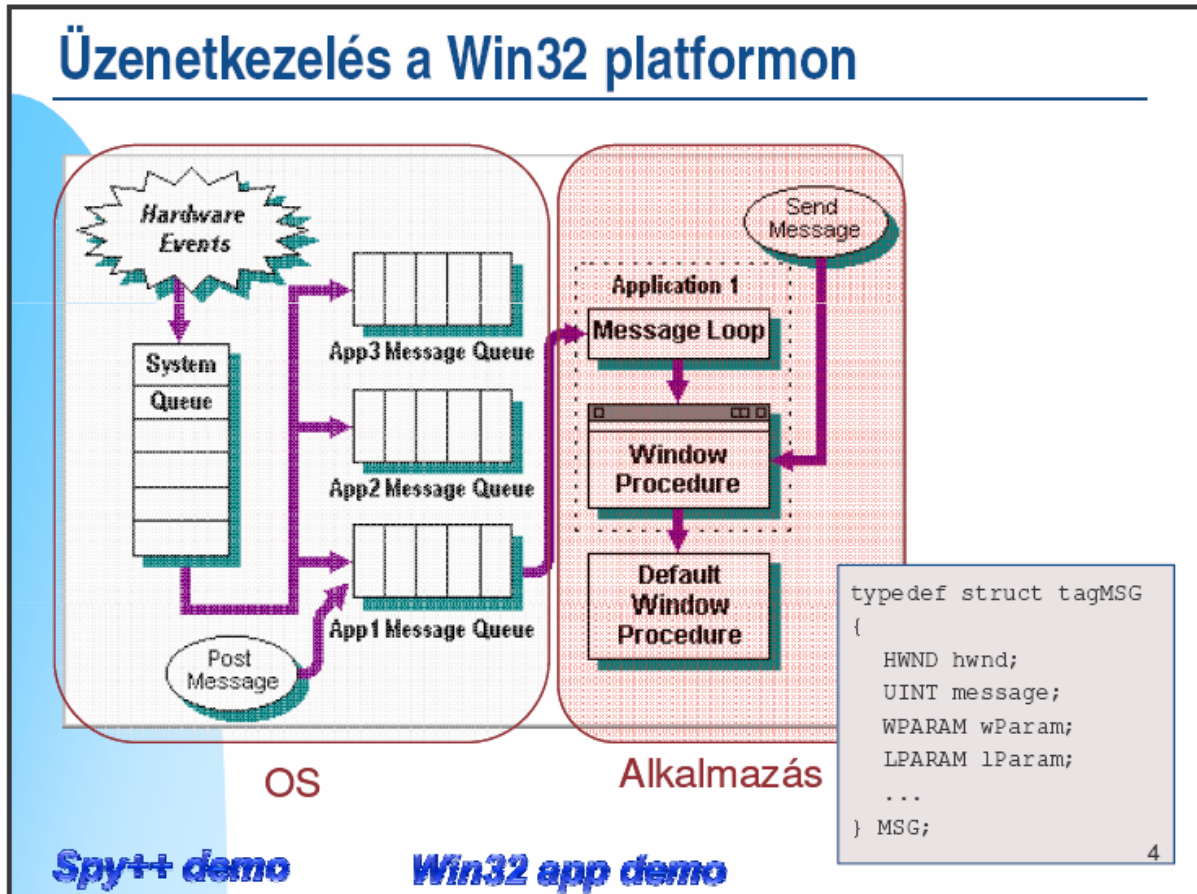 Üzenetkezelés a Win32 platformon
Hardware
Events
System
Queue
App3 Message Queue
App2 Message Queue
App1 Message Queue
Post
Message
Send
Message
Application 1
Message Loop
Window
Procedure
Default
Window
Procedure
OS
Alkalmazás
typedef struct tagMSG
{
HWND hwnd;
UINT message;
WPARAM wParam;
LPARAM lParam;
...
} MSG;
4
Spy++ demo
Win32 app demo